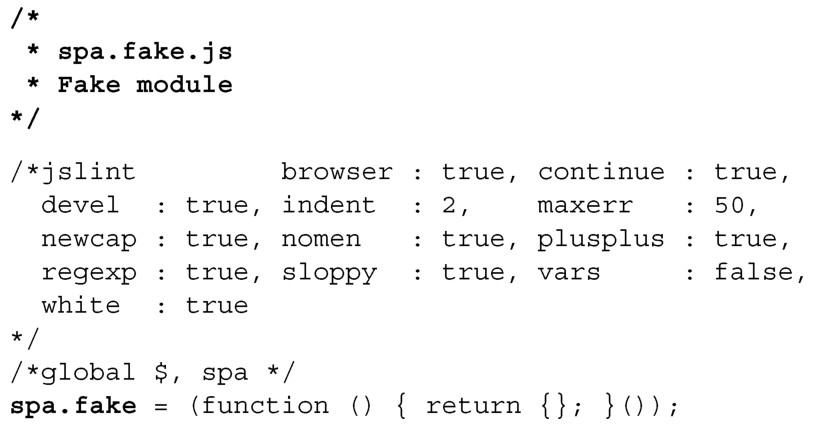 /*
 * spa.fake.js
 * Fake module
*/
/*jslint         browser : true, continue : true,
  devel  : true, indent  : 2,    maxerr   : 50,
  newcap : true, nomen   : true, plusplus : true,
  regexp : true, sloppy  : true, vars     : false,
  white  : true
*/
/*global $, spa */
spa.fake = (function () { return {}; }());